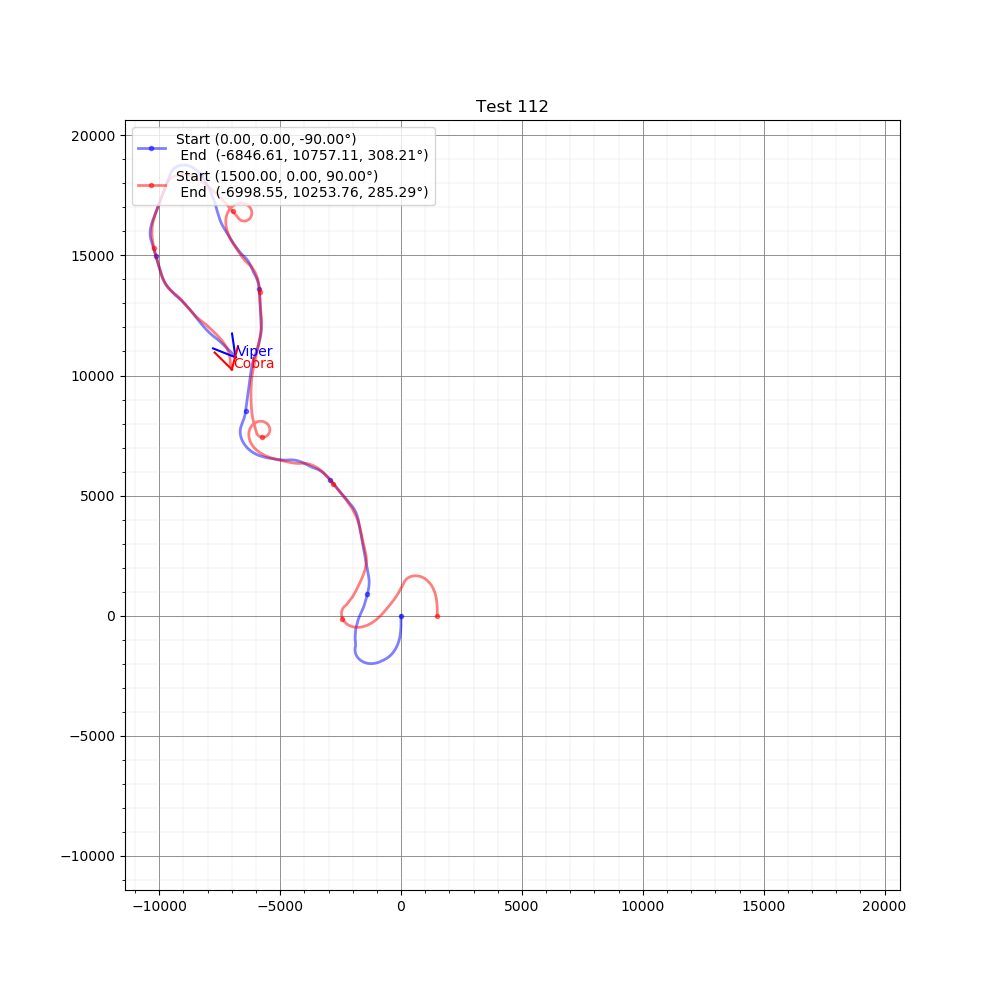 Test 112
Start (0.00, 0.00, -90.00°)
End  (-6846.61, 10757.11, 308.21°)
Start (1500.00, 0.00, 90.00°)
End  (-6998.55, 10253.76, 285.29°)
20000
15000
10000
5000
0
−5000
−10000
Viper
Cobra
−10000 −5000 0 5000 10000 15000 20000